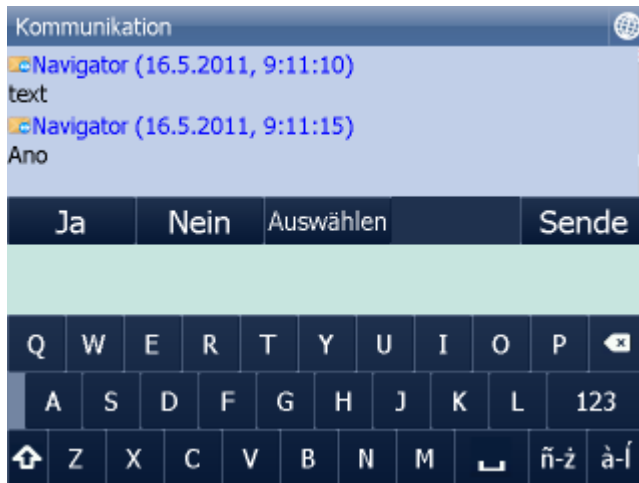 Kommunikation
Navigator (16.5.2011, 9:11:10)
text
Navigator (16.5.2011, 9:11:15)
Ano
Ja Nein Auswählen Sende
Q W E R T Y U I O P
A S D F G H J K L 123
Z X C V B N M ñ-ż à-Í